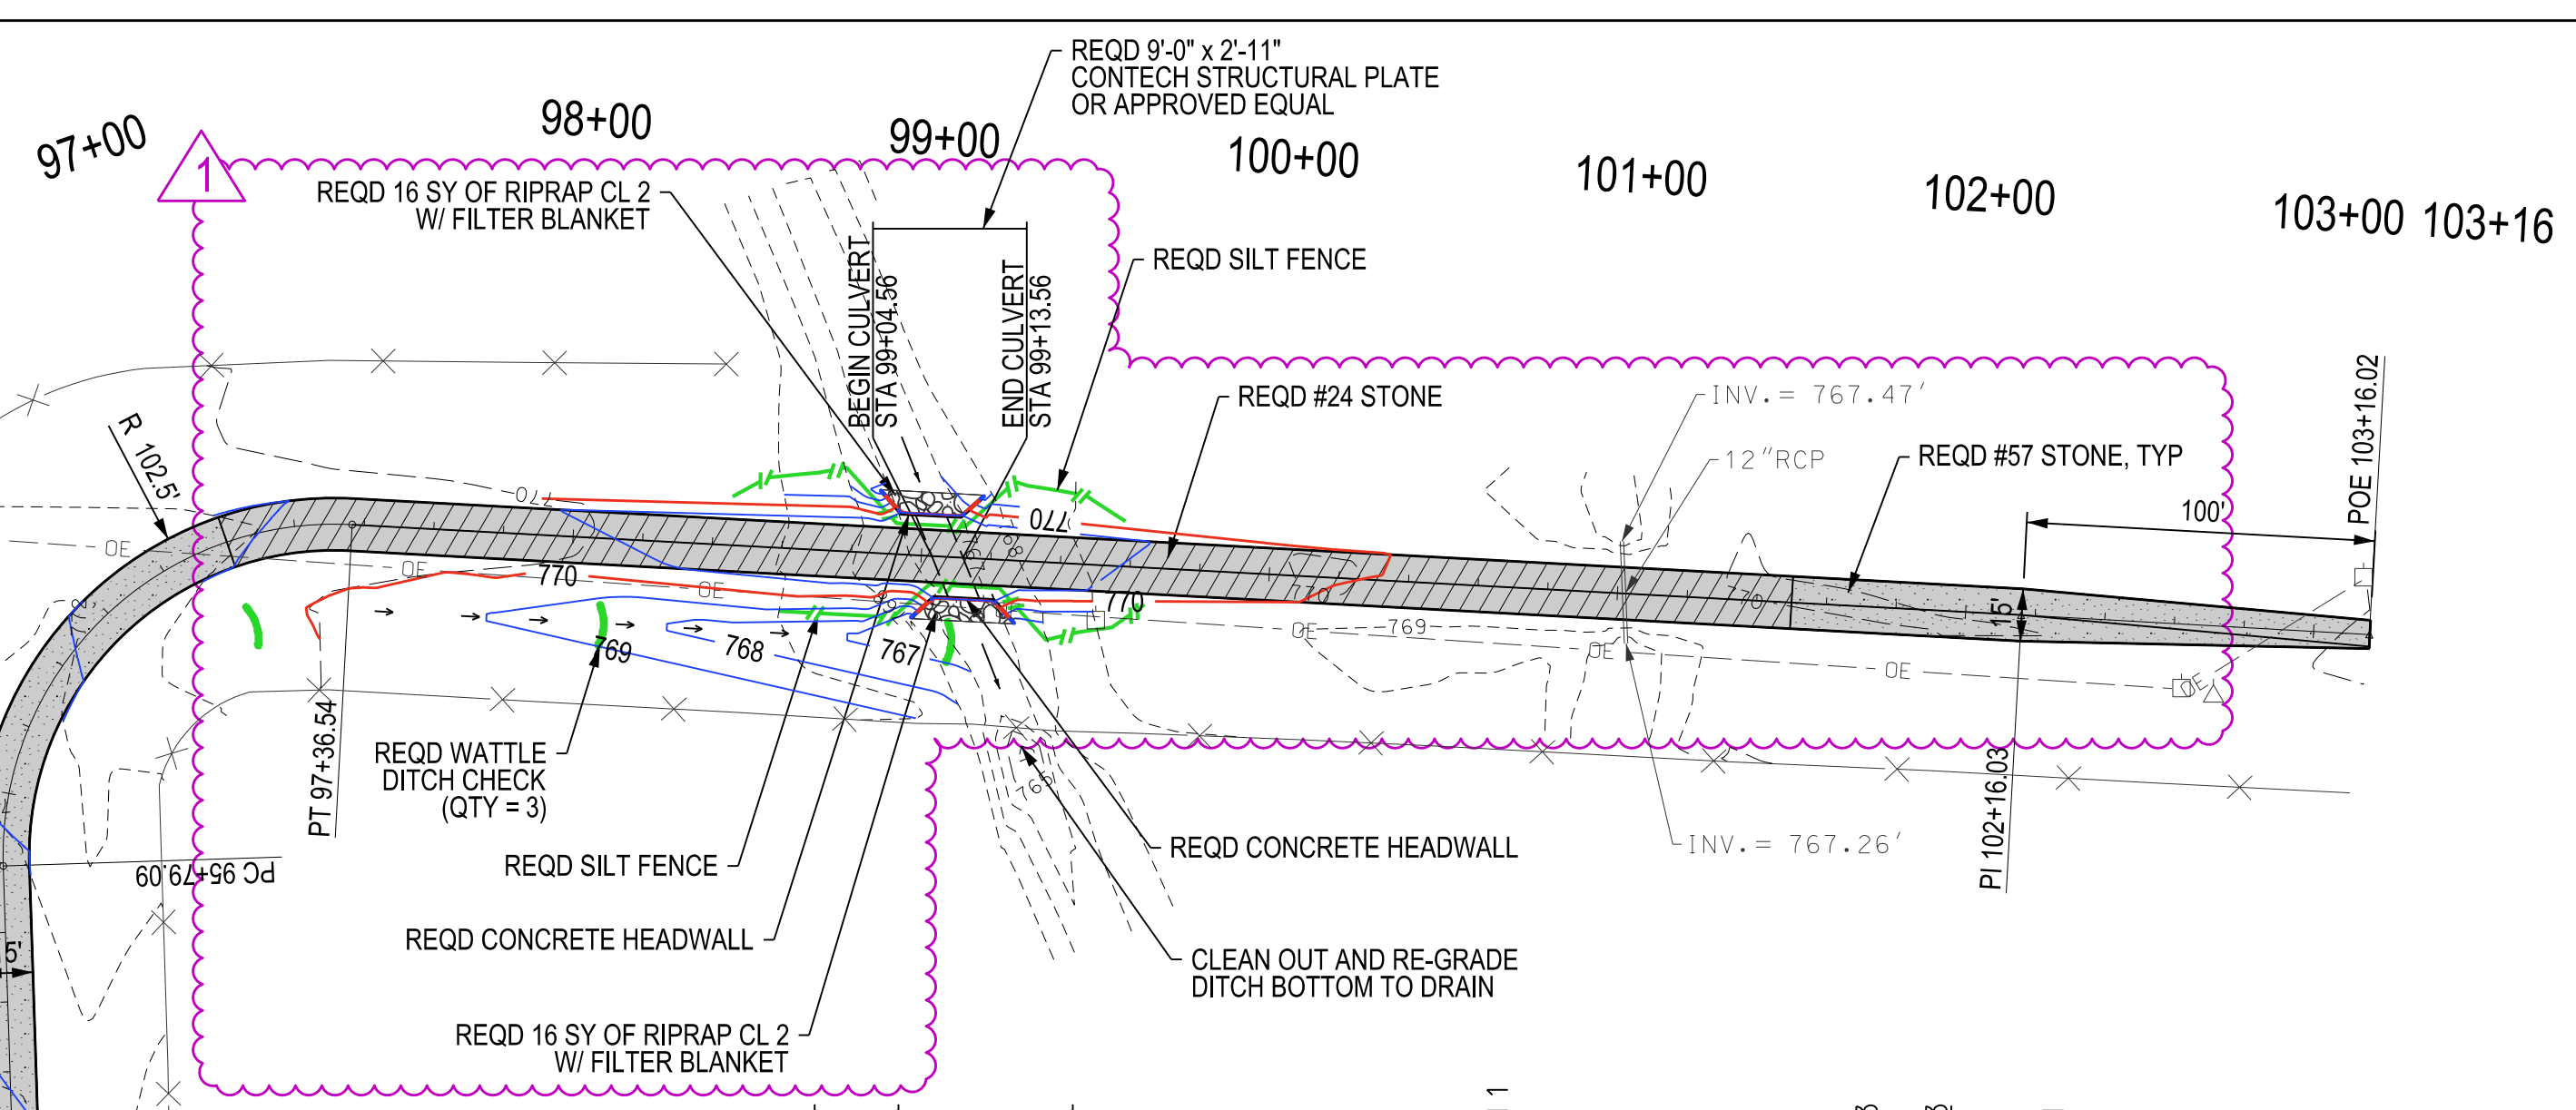 REQD 9'-0" x 2'-11"
CONTECH STRUCTURAL PLATE
OR APPROVED EQUAL
97+00
98+00
99+00
100+00
101+00
102+00
103+00
103+16
1
REQD 16 SY OF RIPRAP CL 2
W/ FILTER BLANKET
BEGIN CULVERT
STA 99+04.56
END CULVERT
STA 99+13.56
REQD SILT FENCE
REQD #24 STONE
INV.= 767.47'
12"RCP
REQD #57 STONE, TYP
POE 103+16.02
100'
R 102.5'
OE
770
770
OE
770
OE
770
OE
769
770
770
OE
OE
OE
15'
769
768
767
765
PT 97+36.54
REQD WATTLE
DITCH CHECK
(QTY = 3)
PC 95+79.09
REQD SILT FENCE
REQD CONCRETE HEADWALL
REQD CONCRETE HEADWALL
INV.= 767.26'
PI 102+16.03
5'
CLEAN OUT AND RE-GRADE
DITCH BOTTOM TO DRAIN
REQD 16 SY OF RIPRAP CL 2
W/ FILTER BLANKET